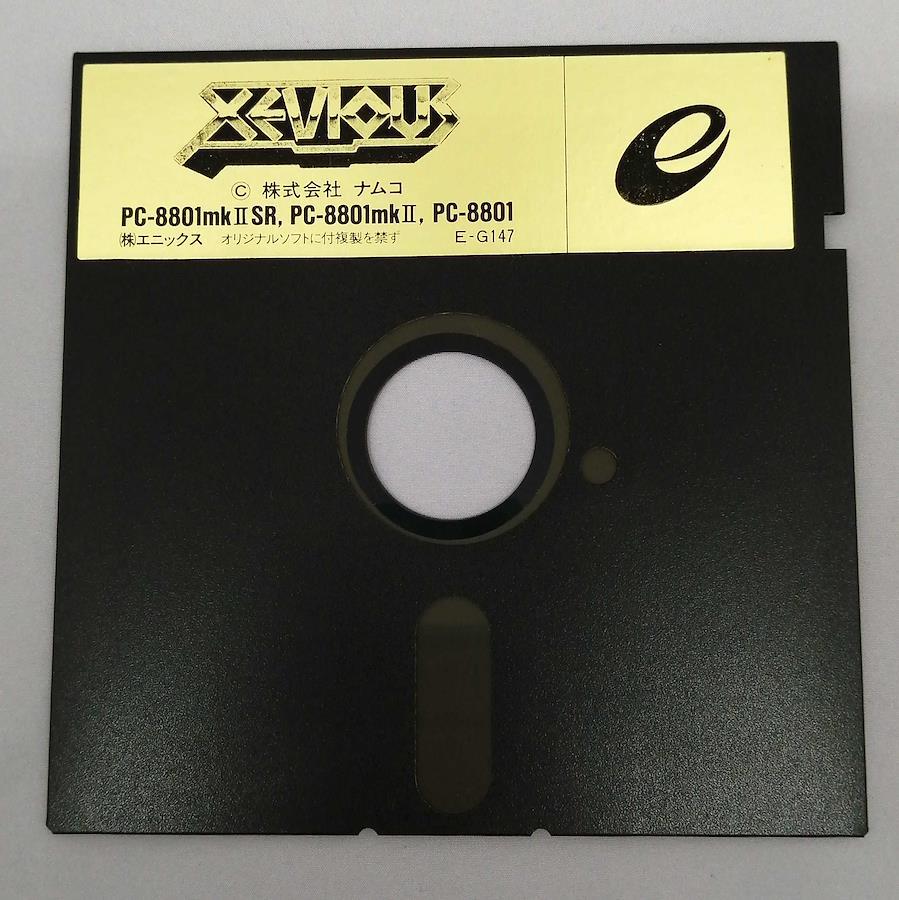 XEVIOUS
© 株式会社 ナムコ
PC-8801mkⅡSR, PC-8801mkⅡ, PC-8801
㈱エニックス オリジナルソフトに付複製を禁ず E-G147
e